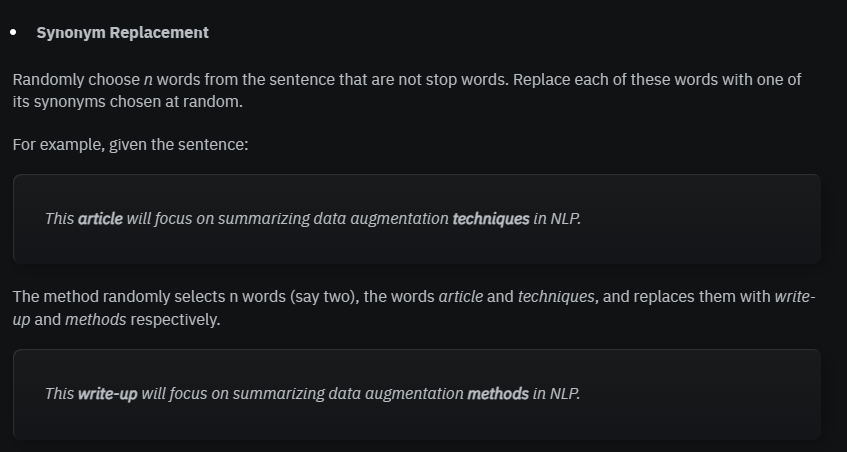 Synonym Replacement
Randomly choose n words from the sentence that are not stop words. Replace each of these words with one of
its synonyms chosen at random.
For example, given the sentence:
This article will focus on summarizing data augmentation techniques in NLP.
The method randomly selects n words (say two), the words article and techniques, and replaces them with write-
up and methods respectively.
This write-up will focus on summarizing data augmentation methods in NLP.